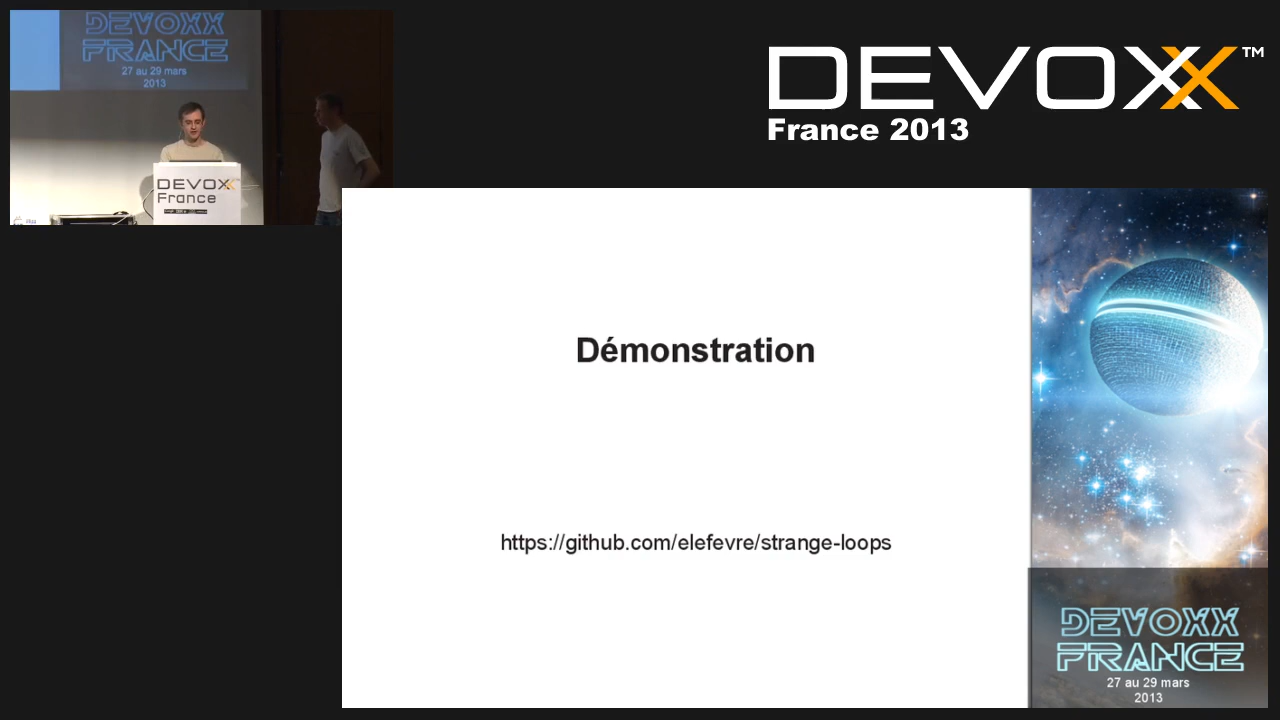 DEVOXX
FRANCE
27 au 29 mars
2013
DEVOXX
France
DEVOXX™
France 2013
Démonstration
https://github.com/elefevre/strange-loops
DEVOXX
FRANCE
27 au 29 mars
2013